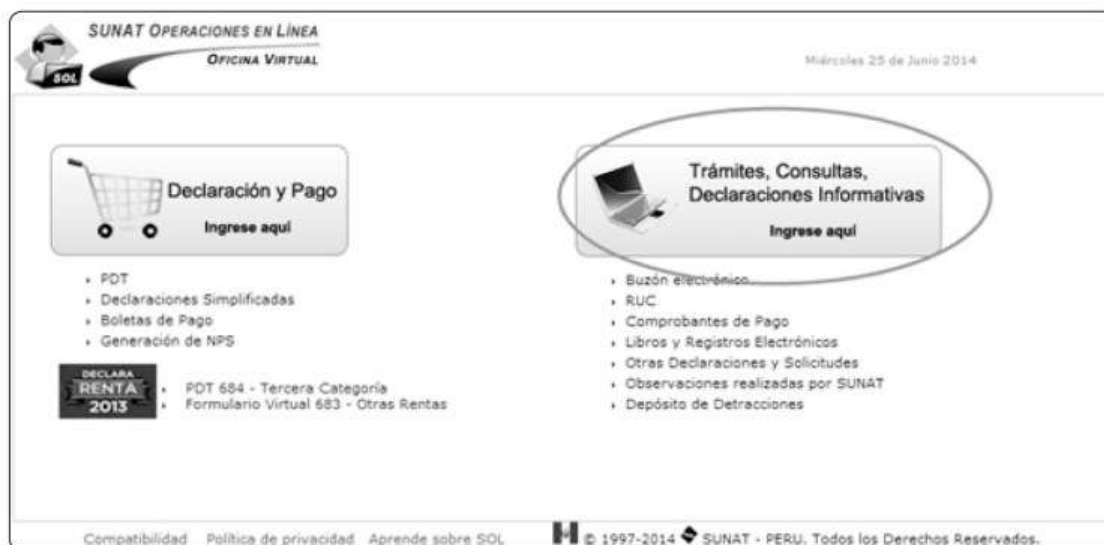 SUNAT OPERACIONES EN LÍNEA
OFICINA VIRTUAL
SOL
Miércoles 25 de Junio 2014
Declaración y Pago
Ingrese aquí
PDT
Declaraciones Simplificadas
Boletas de Pago
Generación de NPS
DECLARA
RENTA
2013
PDT 684 - Tercera Categoría
Formulario Virtual 683 - Otras Rentas
Trámites, Consultas,
Declaraciones Informativas
Ingrese aquí
Buzón electrónico
RUC
Comprobantes de Pago
Libros y Registros Electrónicos
Otras Declaraciones y Solicitudes
Observaciones realizadas por SUNAT
Depósito de Detracciones
Compatibilidad Política de privacidad Aprende sobre SOL
© 1997-2014 SUNAT - PERU. Todos los Derechos Reservados.